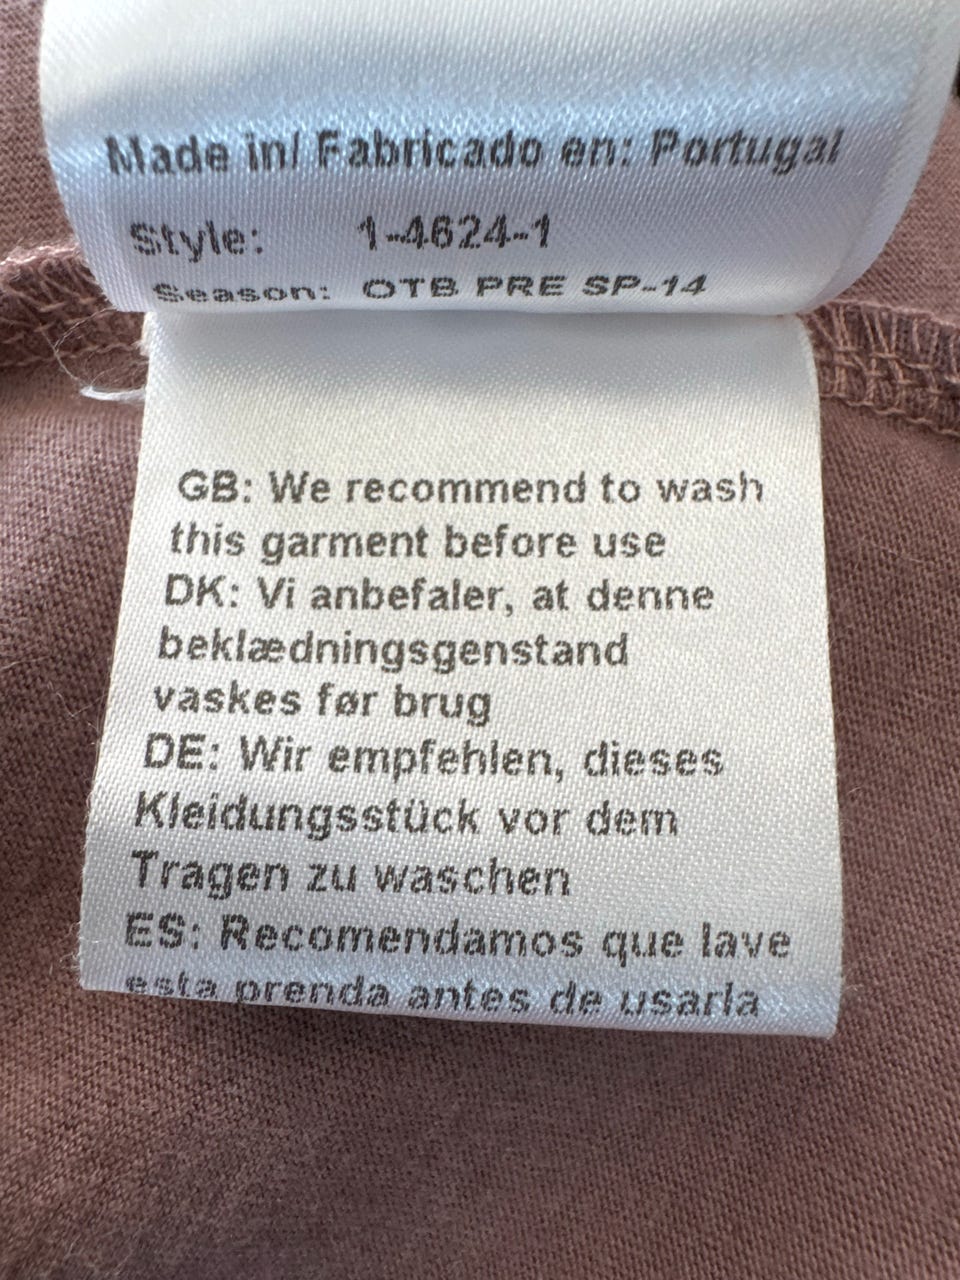 Made in/ Fabricado en: Portugal
Style: 1-4624-1
Season: OTB PRE SP-14
GB: We recommend to wash
this garment before use
DK: Vi anbefaler, at denne
beklædningsgenstand
vaskes før brug
DE: Wir empfehlen, dieses
Kleidungsstück vor dem
Tragen zu waschen
ES: Recomendamos que lave
esta prenda antes de usarla